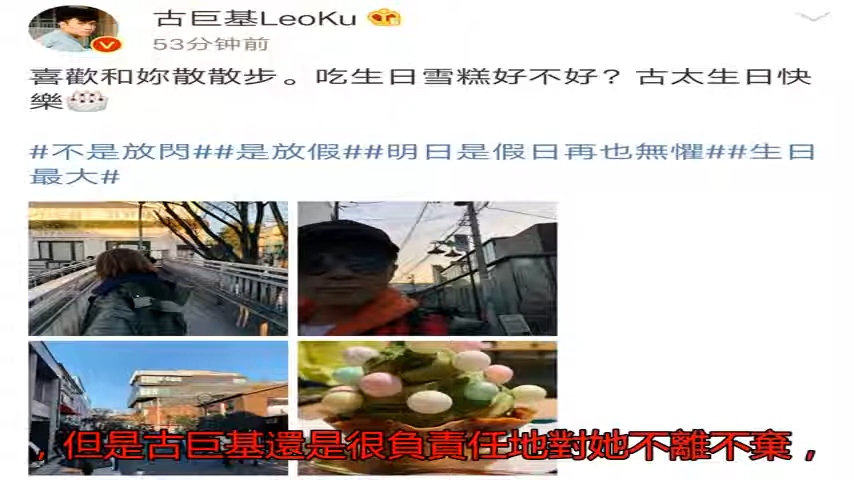 古巨基LeoKu
53分钟前
喜歡和妳散散步。吃生日雪糕好不好？古太生日快
樂
#不是放閃##是放假##明日是假日再也無懼##生日
最大#
，但是古巨基還是很負責任地對她不離不棄，